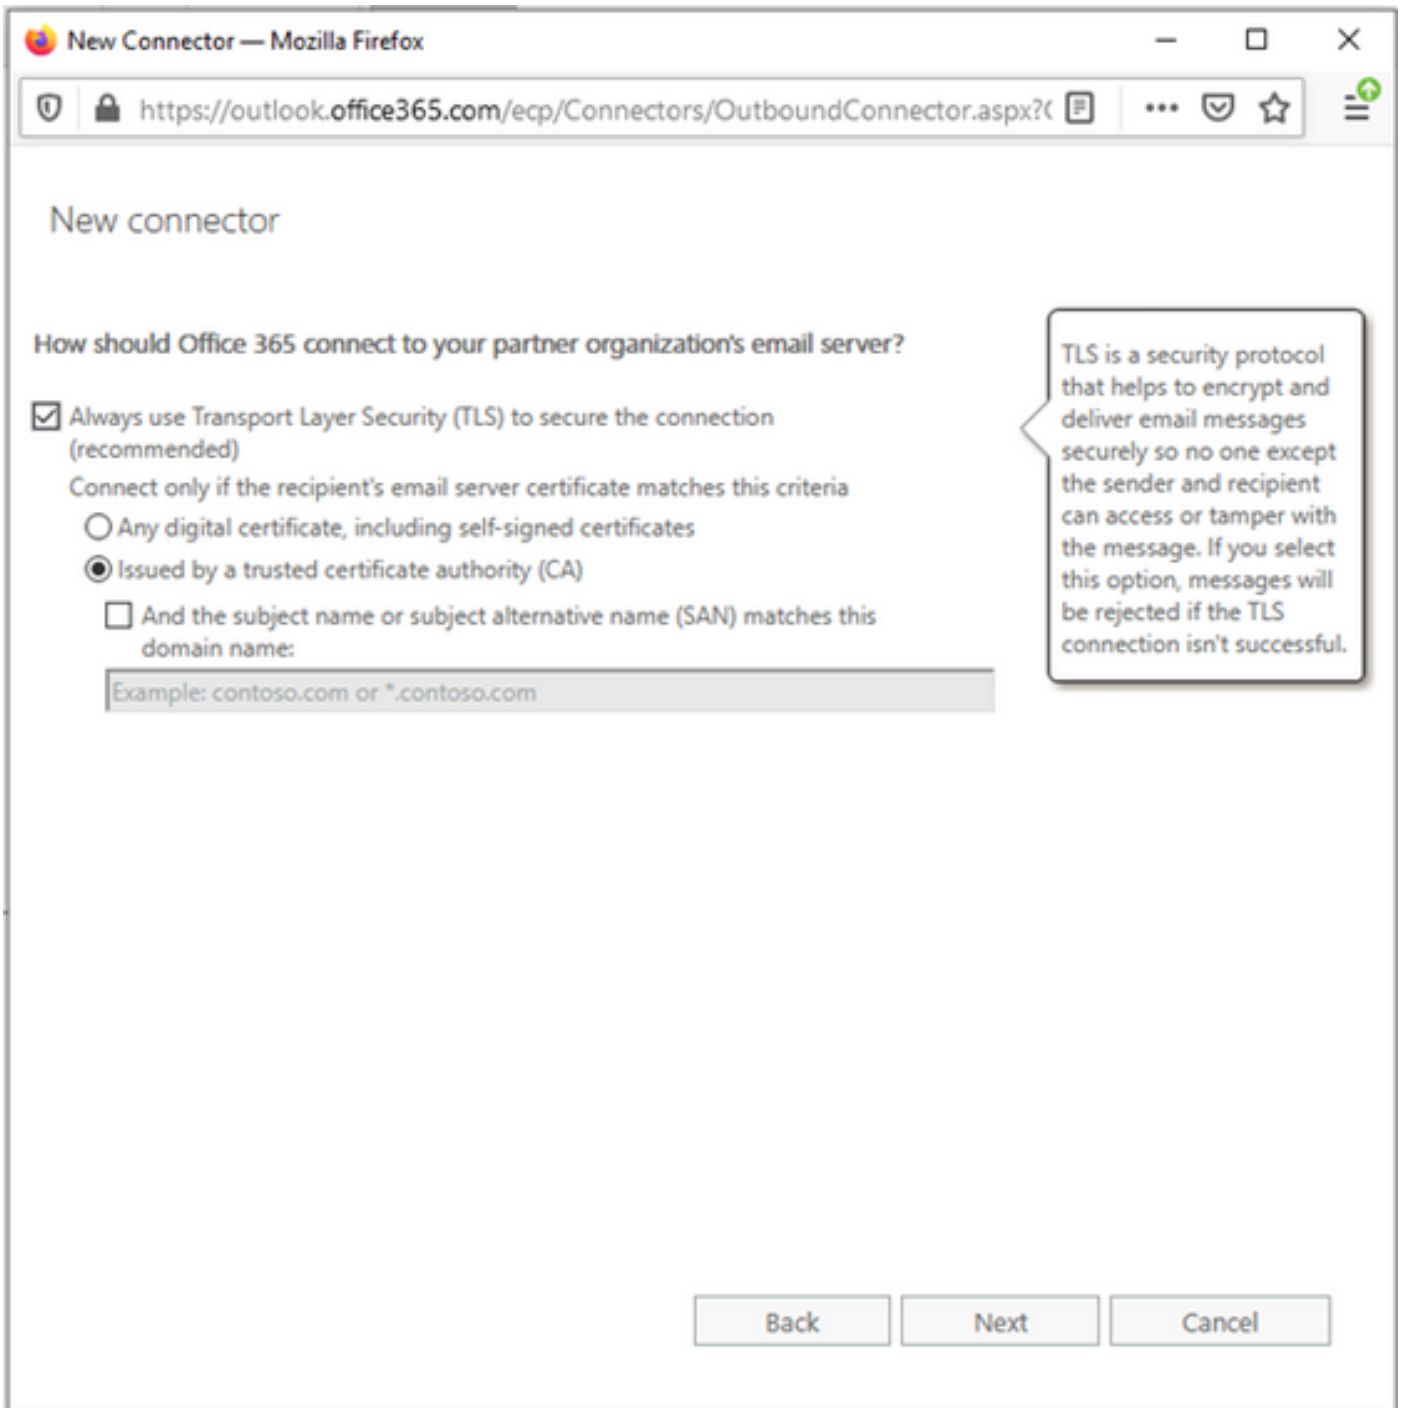 New Connector — Mozilla Firefox
https://outlook.office365.com/ecp/Connectors/OutboundConnector.aspx?(
New connector
How should Office 365 connect to your partner organization's email server?
Always use Transport Layer Security (TLS) to secure the connection
(recommended)
Connect only if the recipient's email server certificate matches this criteria
Any digital certificate, including self-signed certificates
Issued by a trusted certificate authority (CA)
And the subject name or subject alternative name (SAN) matches this
domain name:
Example: contoso.com or *.contoso.com
TLS is a security protocol
that helps to encrypt and
deliver email messages
securely so no one except
the sender and recipient
can access or tamper with
the message. If you select
this option, messages will
be rejected if the TLS
connection isn't successful.
Back
Next
Cancel